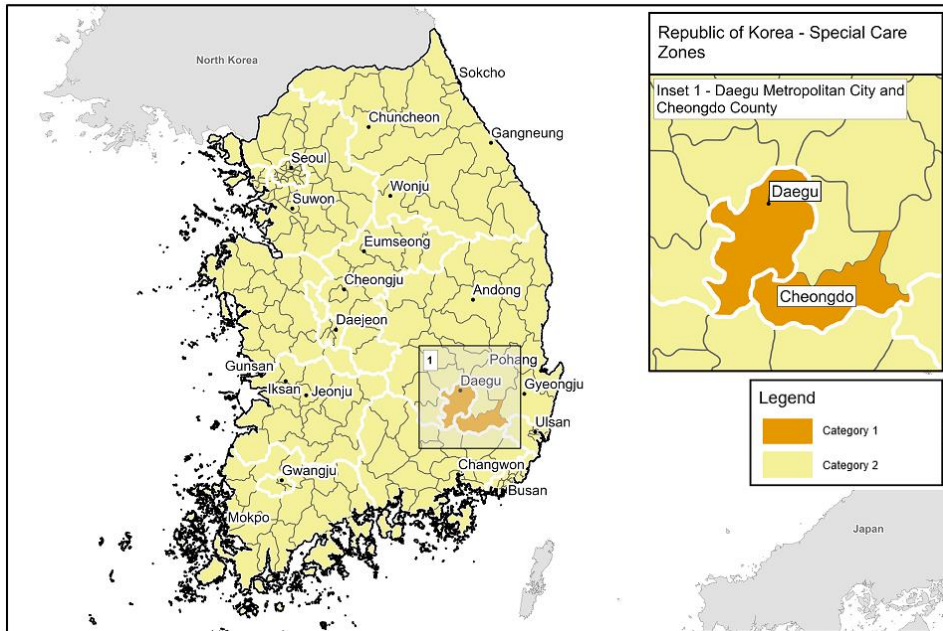 North Korea
Sokcho
Chuncheon
Gangneung
Seoul
Wonju
Suwon
Eumseong
Cheongju
Andong
Daejeon
1
Pohang
Gunsan
Daegu
Iksan
Jeonju
Gyeongju
Ulsan
Changwon
Gwangju
Busan
Mokpo
Japan
Republic of Korea - Special Care
Zones
Inset 1 - Daegu Metropolitan City and
Cheongdo County
Daegu
Cheongdo
Legend
Category 1
Category 2